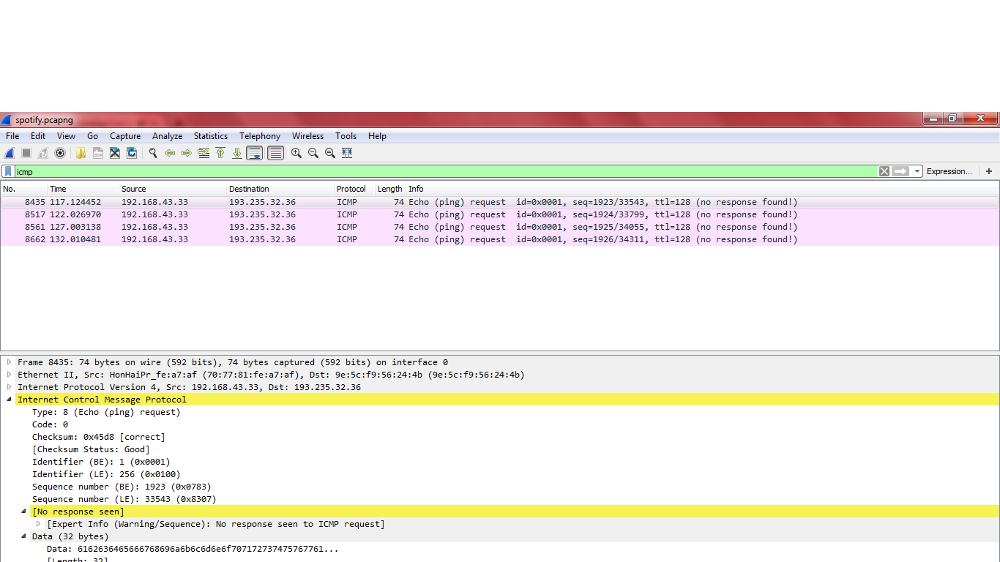 spotify.pcapng
File Edit View Go Capture Analyze Statistics Telephony Wireless Tools Help
icmp Expression... +
No. Time Source Destination Protocol Length Info
8435 117.124452 192.168.43.33 193.235.32.36 ICMP 74 Echo (ping) request id=0x0001, seq=1923/33543, ttl=128 (no response found!)
8517 122.026970 192.168.43.33 193.235.32.36 ICMP 74 Echo (ping) request id=0x0001, seq=1924/33799, ttl=128 (no response found!)
8561 127.003138 192.168.43.33 193.235.32.36 ICMP 74 Echo (ping) request id=0x0001, seq=1925/34055, ttl=128 (no response found!)
8662 132.010481 192.168.43.33 193.235.32.36 ICMP 74 Echo (ping) request id=0x0001, seq=1926/34311, ttl=128 (no response found!)
Frame 8435: 74 bytes on wire (592 bits), 74 bytes captured (592 bits) on interface 0
Ethernet II, Src: HonHaiPr_fe:a7:af (70:77:81:fe:a7:af), Dst: 9e:5c:f9:56:24:4b (9e:5c:f9:56:24:4b)
Internet Protocol Version 4, Src: 192.168.43.33, Dst: 193.235.32.36
Internet Control Message Protocol
Type: 8 (Echo (ping) request)
Code: 0
Checksum: 0x45d8 [correct]
[Checksum Status: Good]
Identifier (BE): 1 (0x0001)
Identifier (LE): 256 (0x0100)
Sequence number (BE): 1923 (0x0783)
Sequence number (LE): 33543 (0x8307)
[No response seen]
[Expert Info (Warning/Sequence): No response seen to ICMP request]
Data (32 bytes)
Data: 6162636465666768696a6b6c6d6e6f707172737475767761...
[Length: 32]